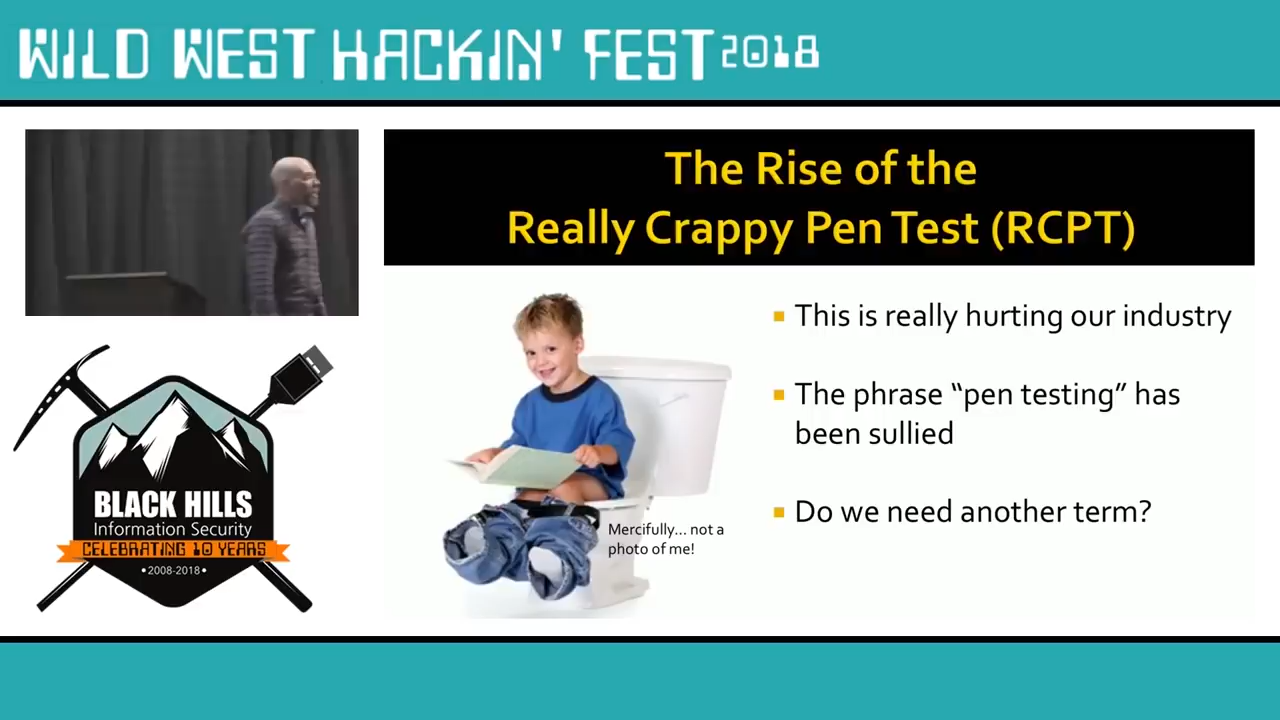 WILD WEST HACKIN' FEST 2018
The Rise of the
Really Crappy Pen Test (RCPT)
This is really hurting our industry
The phrase “pen testing” has
been sullied
Do we need another term?
Mercifully... not a
photo of me!
BLACK HILLS
Information Security
CELEBRATING 10 YEARS
•2008-2018•